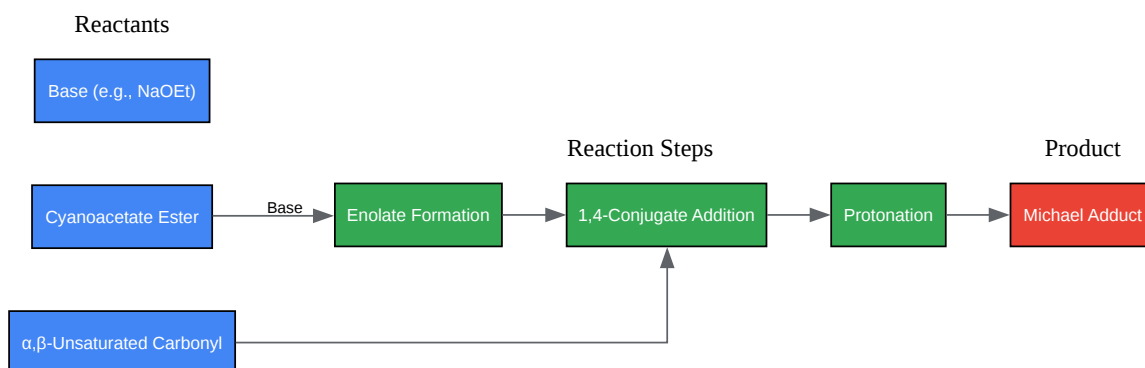 Reactants
Base (e.g., NaOEt)
Reaction Steps
Product
Cyanoacetate Ester
Base
Enolate Formation
1,4-Conjugate Addition
Protonation
Michael Adduct
α,β-Unsaturated Carbonyl